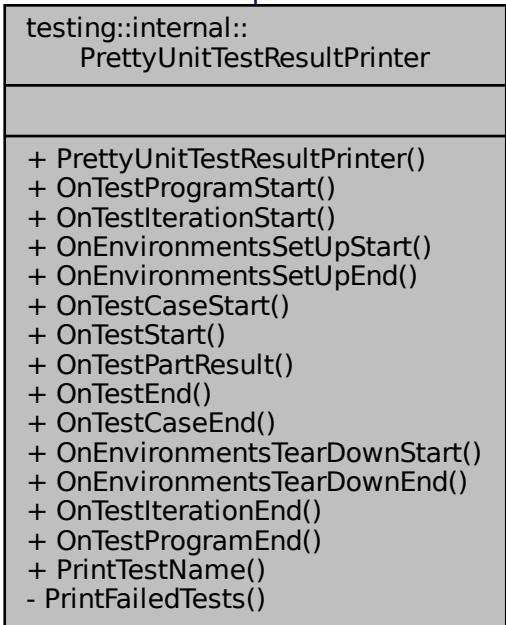 testing::internal::
PrettyUnitTestResultPrinter
+ PrettyUnitTestResultPrinter()
+ OnTestProgramStart()
+ OnTestIterationStart()
+ OnEnvironmentsSetUpStart()
+ OnEnvironmentsSetUpEnd()
+ OnTestCaseStart()
+ OnTestStart()
+ OnTestPartResult()
+ OnTestEnd()
+ OnTestCaseEnd()
+ OnEnvironmentsTearDownStart()
+ OnEnvironmentsTearDownEnd()
+ OnTestIterationEnd()
+ OnTestProgramEnd()
+ PrintTestName()
- PrintFailedTests()